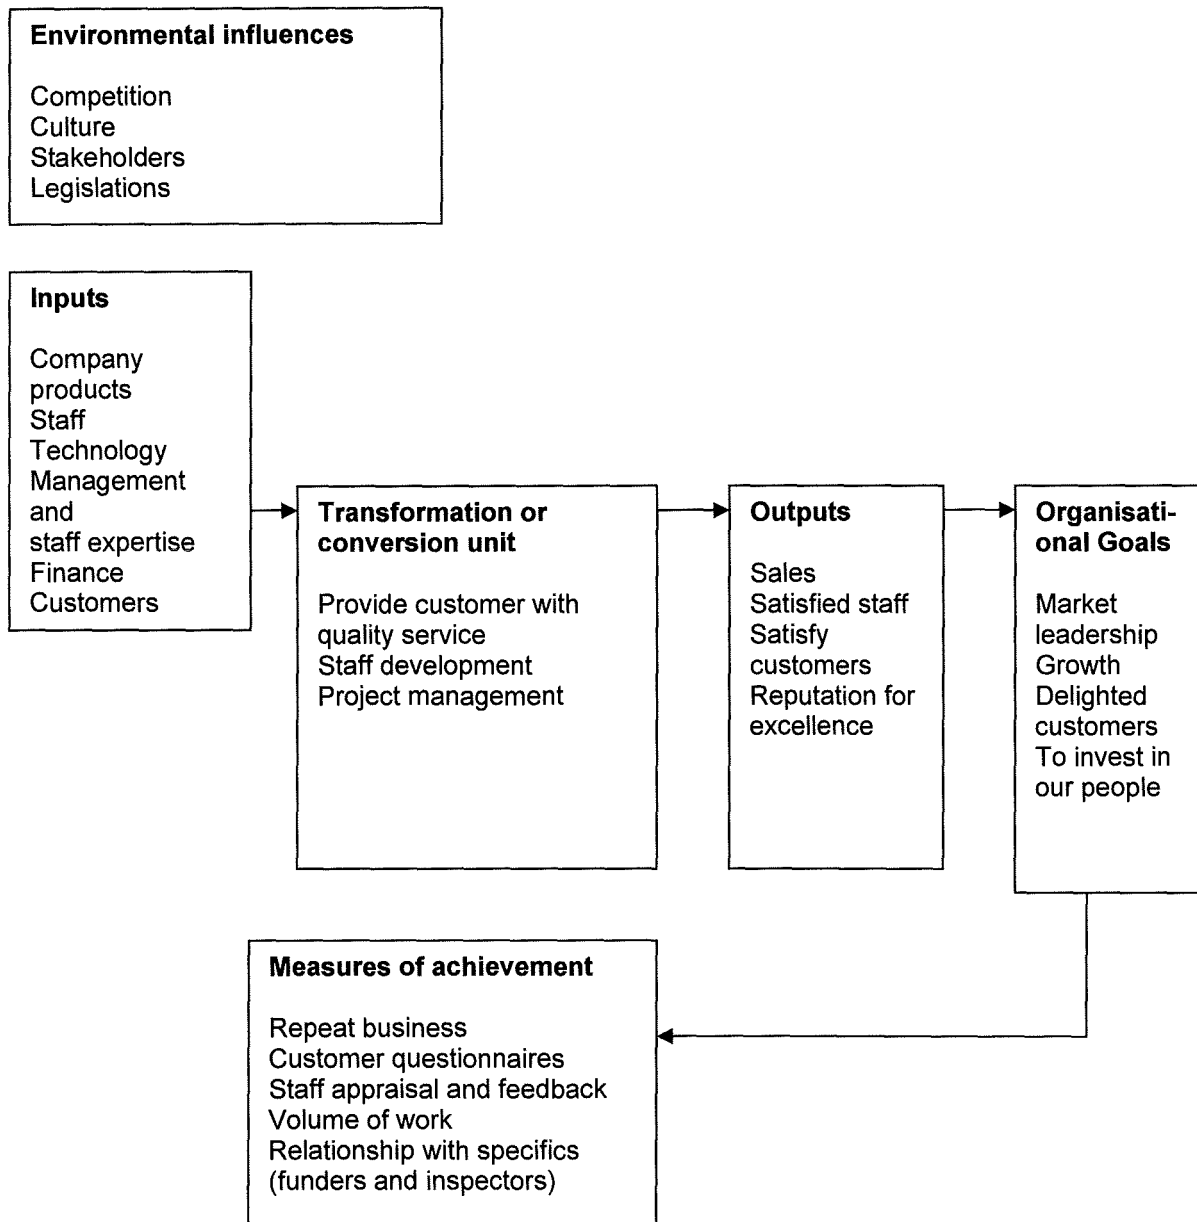 Environmental influences
Competition
Culture
Stakeholders
Legislations
Inputs
Company
products
Staff
Technology
Management
and
staff expertise
Finance
Customers
Transformation or
conversion unit
Provide customer with
quality service
Staff development
Project management
Outputs
Sales
Satisfied staff
Satisfy
customers
Reputation for
excellence
Organisati-
onal Goals
Market
leadership
Growth
Delighted
customers
To invest in
our people
Measures of achievement
Repeat business
Customer questionnaires
Staff appraisal and feedback
Volume of work
Relationship with specifics
(funders and inspectors)